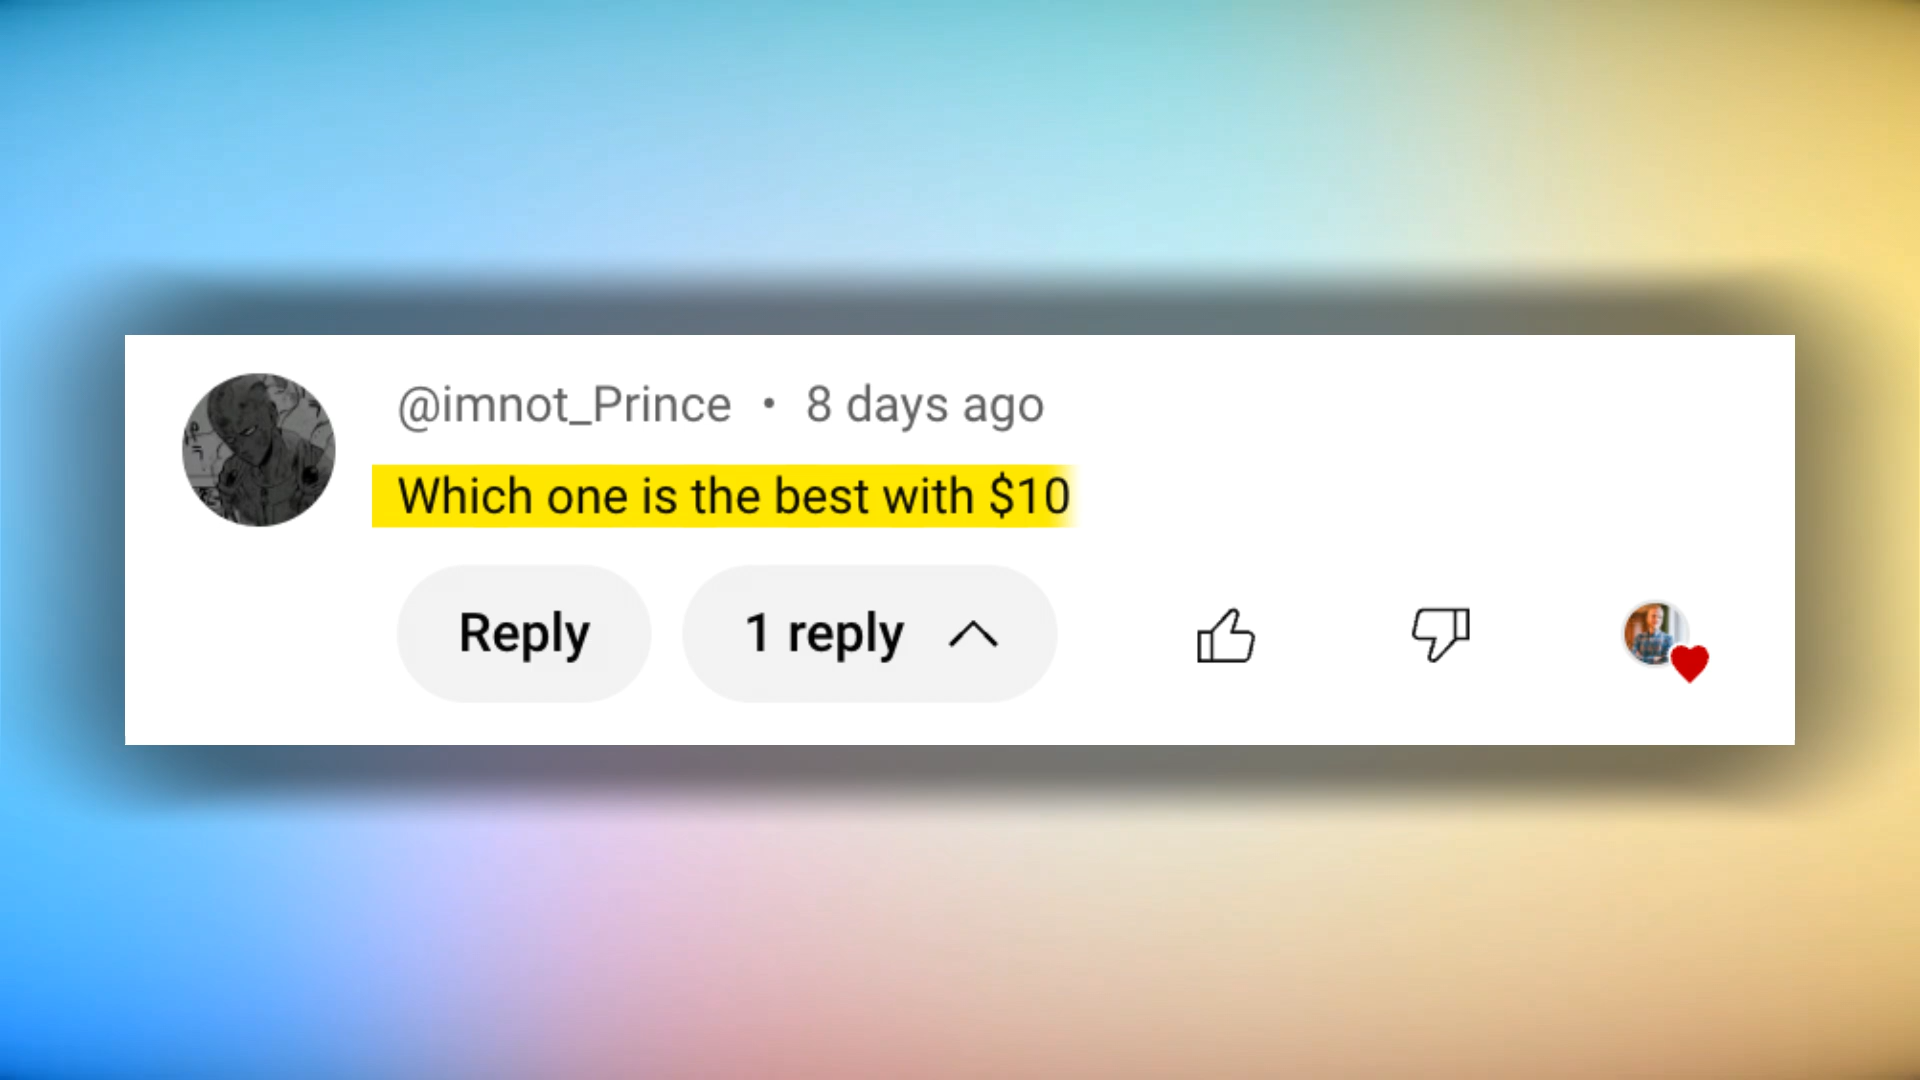 @imnot_Prince • 8 days ago
Which one is the best with $10
Reply
1 reply